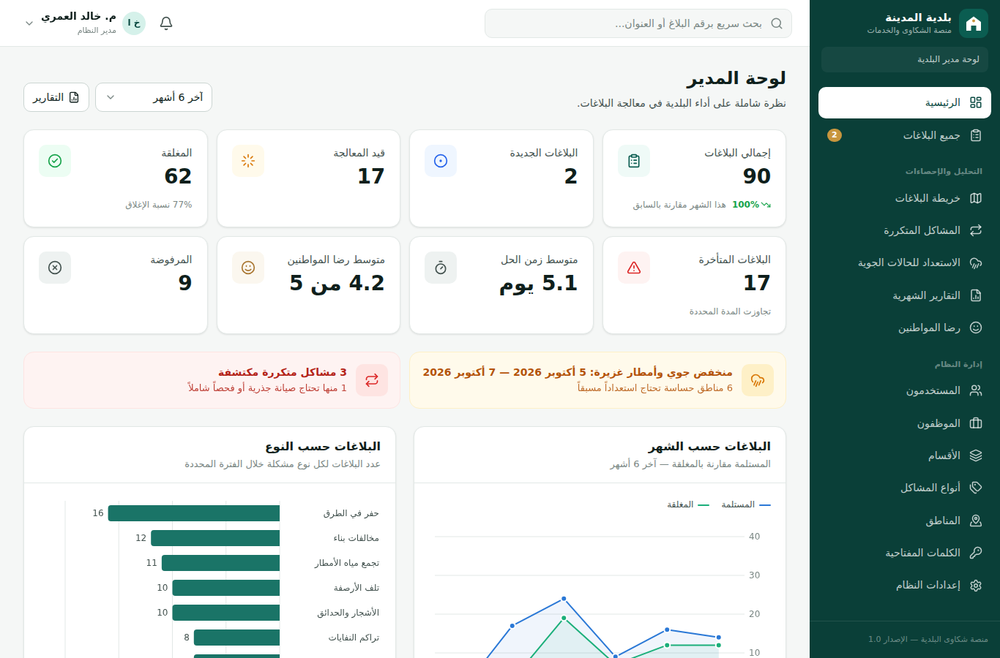 بلدية المدينة
منصة الشكاوى والخدمات
لوحة مدير البلدية
الرئيسية
جميع البلاغات
2
التحليل والإحصاءات
خريطة البلاغات
المشاكل المتكررة
الاستعداد للحالات الجوية
التقارير الشهرية
رضا المواطنين
إدارة النظام
المستخدمون
الموظفون
الأقسام
أنواع المشاكل
المناطق
الكلمات المفتاحية
إعدادات النظام
منصة شكاوى البلدية — الإصدار 1.0
بحث سريع برقم البلاغ أو العنوان...
خ ا
م. خالد العمري
مدير النظام
لوحة المدير
نظرة شاملة على أداء البلدية في معالجة البلاغات.
آخر 6 أشهر
التقارير
إجمالي البلاغات
90
100% هذا الشهر مقارنة بالسابق
البلاغات الجديدة
2
قيد المعالجة
17
المغلقة
62
77% نسبة الإغلاق
البلاغات المتأخرة
17
تجاوزت المدة المحددة
متوسط زمن الحل
5.1 يوم
متوسط رضا المواطنين
4.2 من 5
المرفوضة
9
منخفض جوي وأمطار غزيرة: 5 أكتوبر 2026 — 7 أكتوبر 2026
6 مناطق حساسة تحتاج استعداداً مسبقاً
3 مشاكل متكررة مكتشفة
1 منها تحتاج صيانة جذرية أو فحصاً شاملاً
البلاغات حسب الشهر
المستلمة مقارنة بالمغلقة — آخر 6 أشهر
المستلمة
المغلقة
40
30
20
10
البلاغات حسب النوع
عدد البلاغات لكل نوع مشكلة خلال الفترة المحددة
حفر في الطرق 16
مخالفات بناء 12
تجمع مياه الأمطار 11
تلف الأرصفة 10
الأشجار والحدائق 10
تراكم النفايات 8